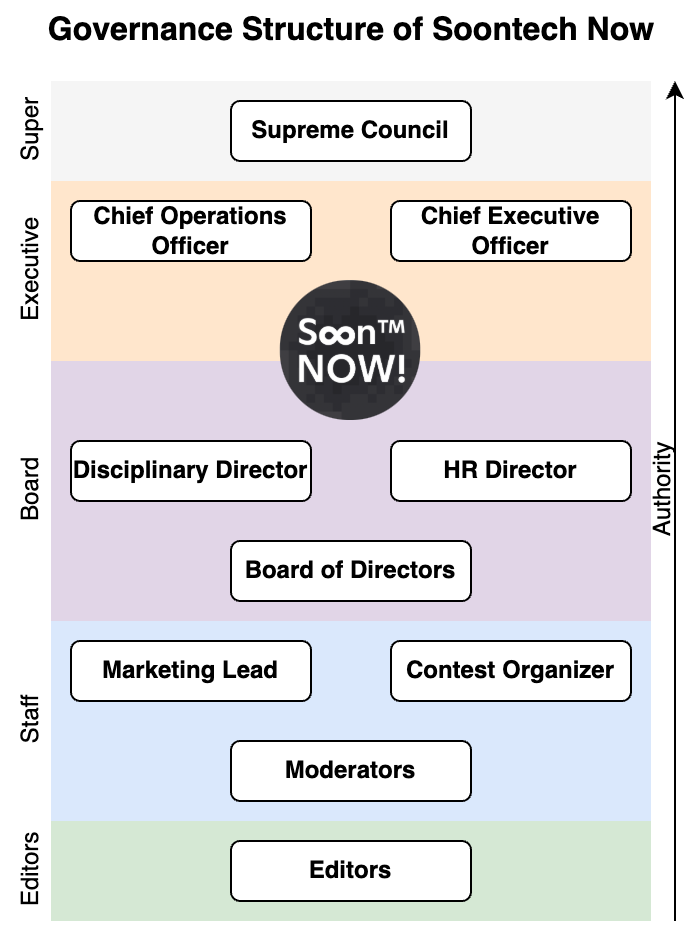 Governance Structure of Soontech Now
Super
Supreme Council
Executive
Chief Operations
Officer
Chief Executive
Officer
Soon™
NOW!
Board
Disciplinary Director
HR Director
Board of Directors
Authority
Staff
Marketing Lead
Contest Organizer
Moderators
Editors
Editors